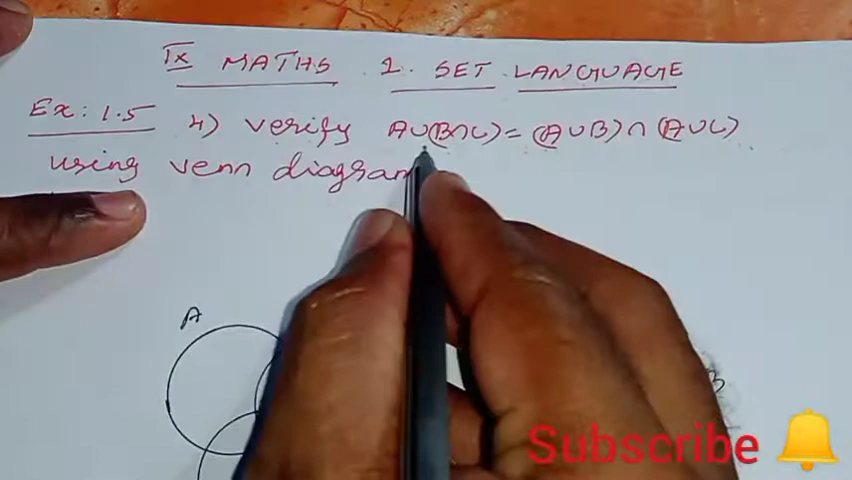 IX MATHS 1. SET LANGUAGE
Ex: 1.5 4) verify A∪(B∩C) = (A∪B)∩(A∪C)
using venn diagram
A
B
Subscribe